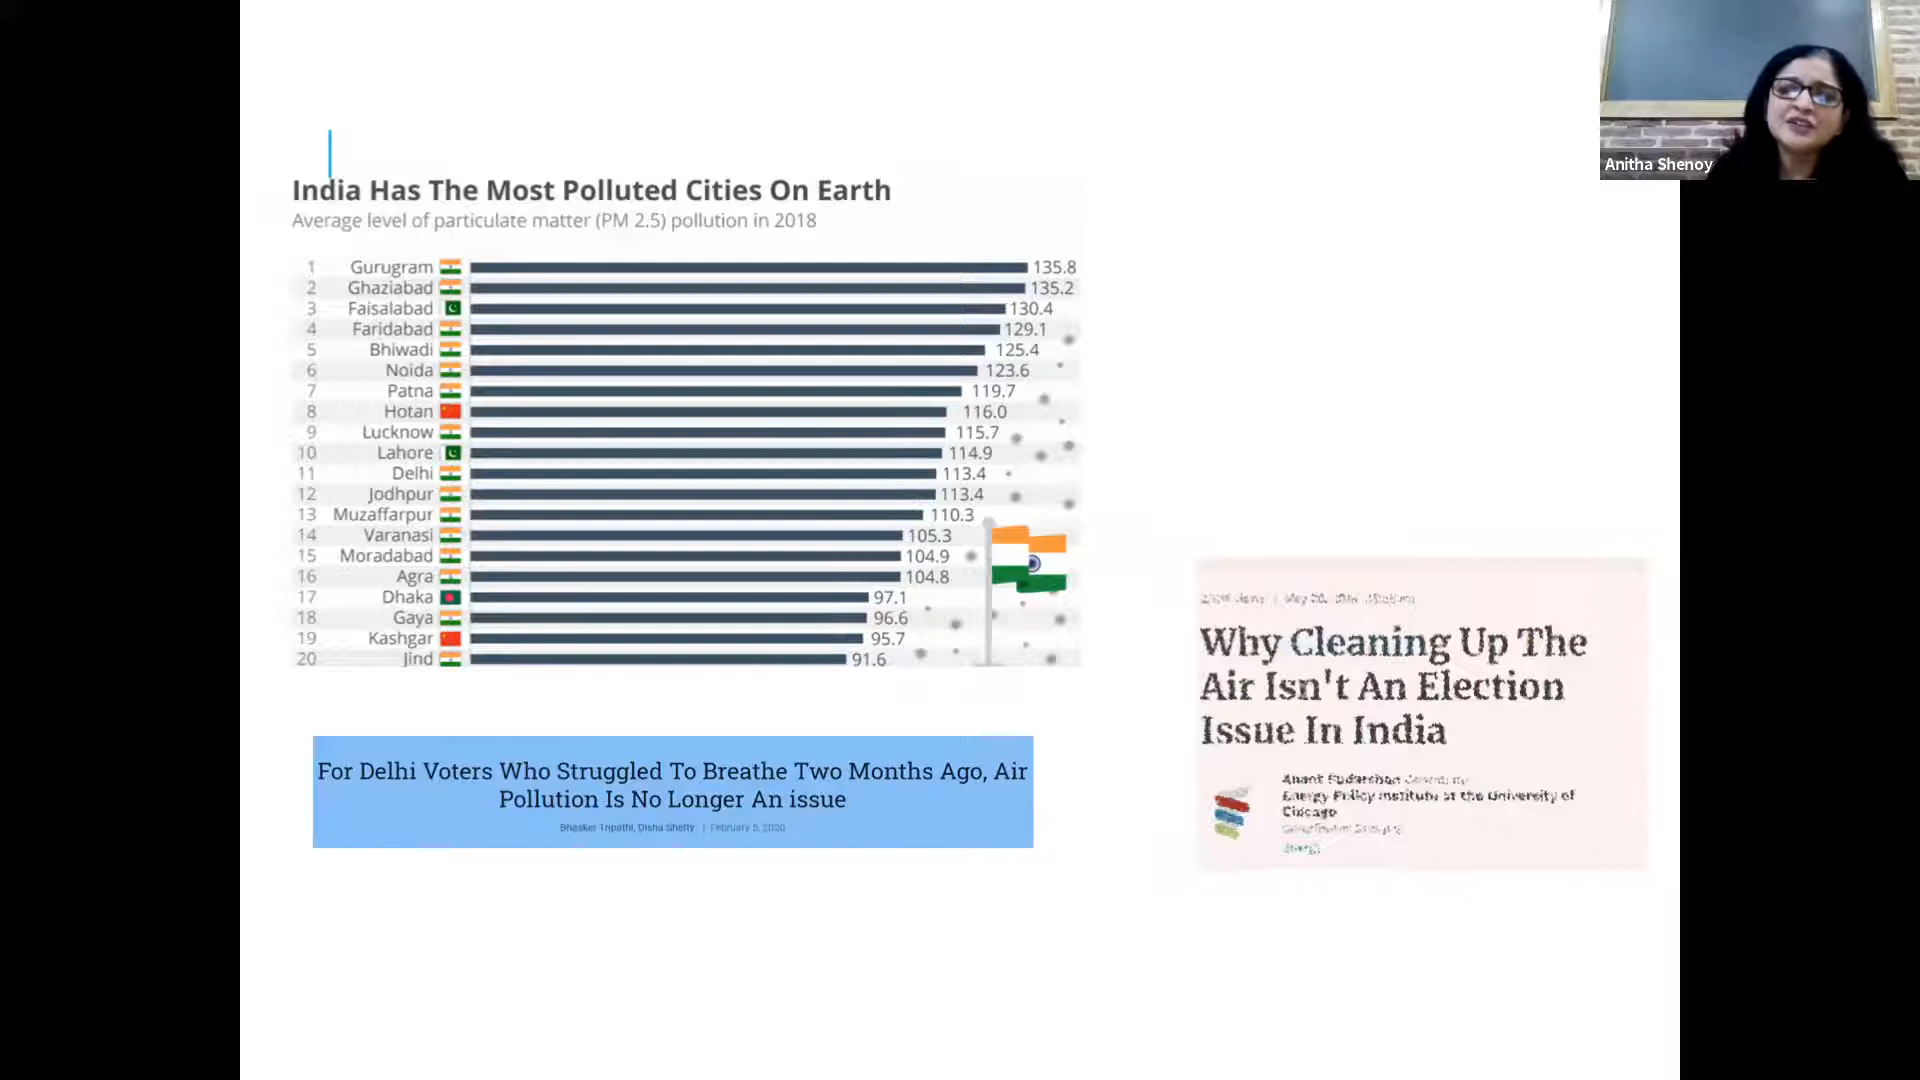 Anitha Shenoy
India Has The Most Polluted Cities On Earth
Average level of particulate matter (PM 2.5) pollution in 2018
1 Gurugram 135.8
2 Ghaziabad 135.2
3 Faisalabad 130.4
4 Faridabad 129.1
5 Bhiwadi 125.4
6 Noida 123.6
7 Patna 119.7
8 Hotan 116.0
9 Lucknow 115.7
10 Lahore 114.9
11 Delhi 113.4
12 Jodhpur 113.4
13 Muzaffarpur 110.3
14 Varanasi 105.3
15 Moradabad 104.9
16 Agra 104.8
17 Dhaka 97.1
18 Gaya 96.6
19 Kashgar 95.7
20 Jind 91.6
Why Cleaning Up The
Air Isn't An Election
Issue In India
Anant Sudarshan
Energy Policy Institute at the University of
Chicago
For Delhi Voters Who Struggled To Breathe Two Months Ago, Air
Pollution Is No Longer An issue
Bhasker Tripathi, Disha Shetty | February 5, 2020